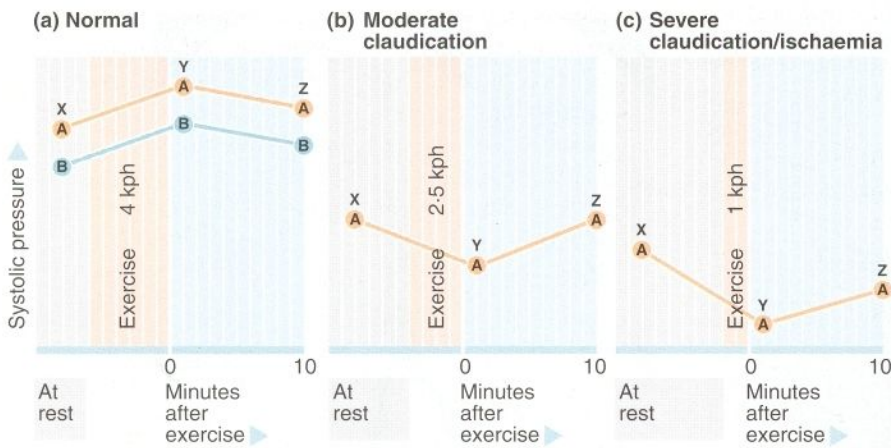 (a) Normal
Y
X
A
Z
A
A
B
B
B
Systolic pressure
Exercise 4 kph
0
10
At
rest
Minutes
after
exercise
(b) Moderate
claudication
X
A
Z
A
Y
A
Exercise 2·5 kph
0
10
At
rest
Minutes
after
exercise
(c) Severe
claudication/ischaemia
X
A
Z
A
Y
A
Exercise 1 kph
0
10
At
rest
Minutes
after
exercise